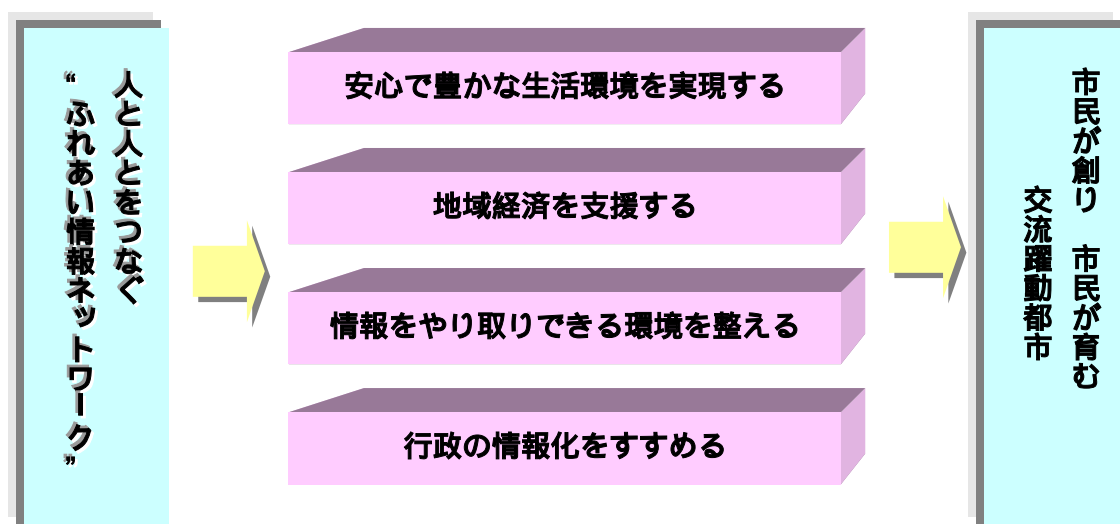 人と人とをつなぐ
“ふれあい情報ネットワーク”
安心で豊かな生活環境を実現する
地域経済を支援する
情報をやり取りできる環境を整える
行政の情報化をすすめる
市民が創り　市民が育む
交流躍動都市